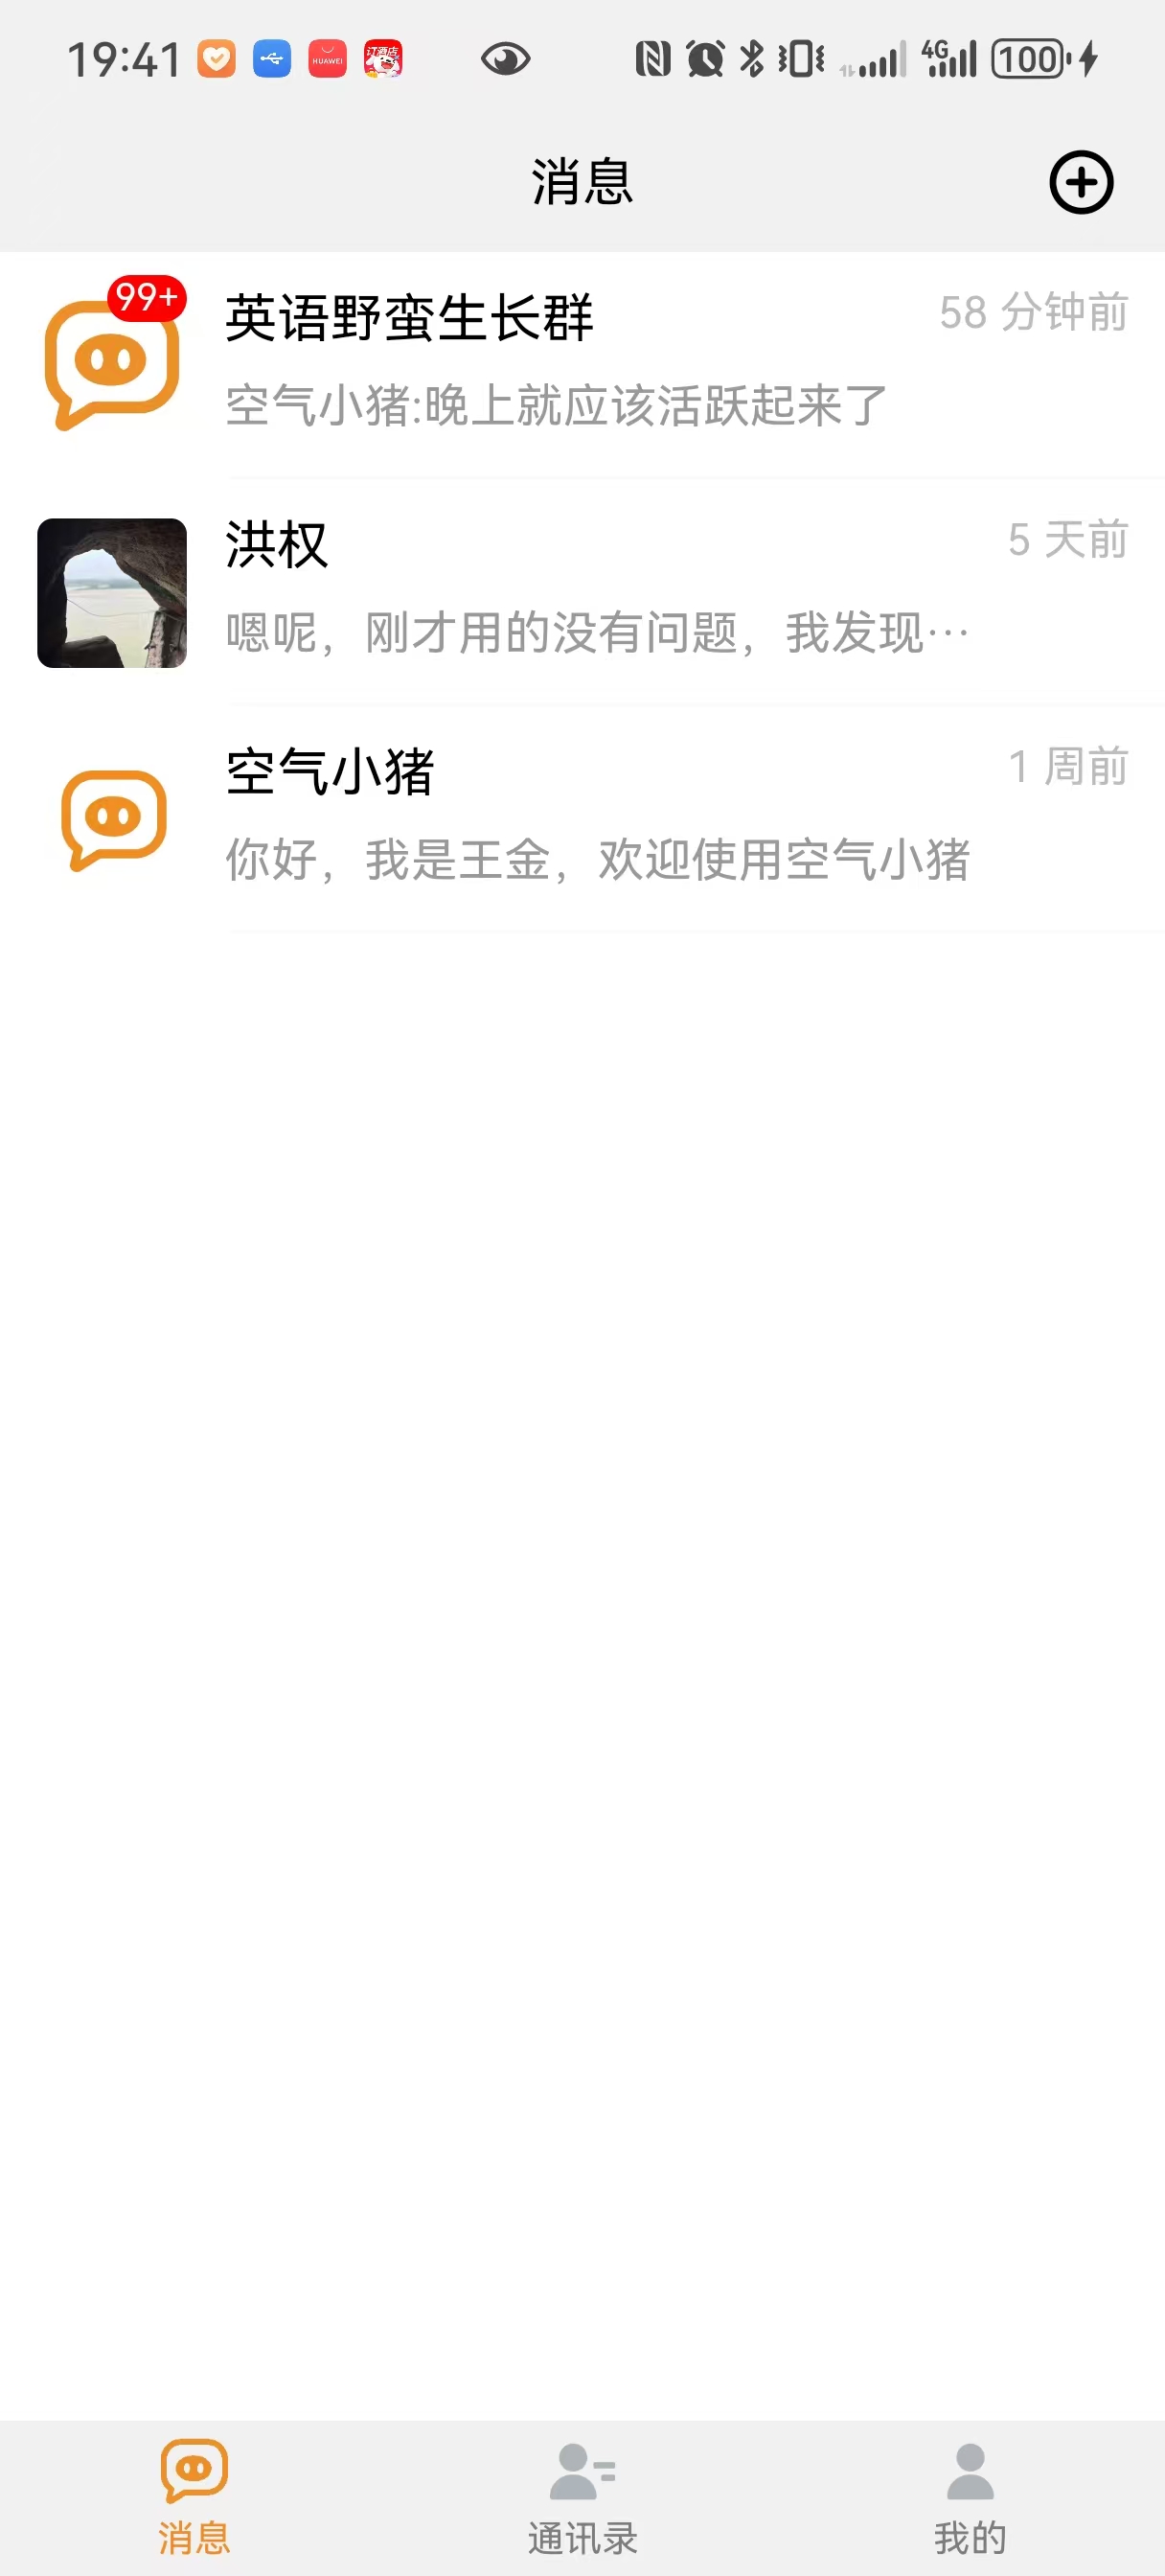 19:41
HUAWEI
订酒店
4G
100
消息
99+
英语野蛮生长群
58 分钟前
空气小猪:晚上就应该活跃起来了
洪权
5 天前
嗯呢，刚才用的没有问题，我发现…
空气小猪
1 周前
你好，我是王金，欢迎使用空气小猪
消息
通讯录
我的